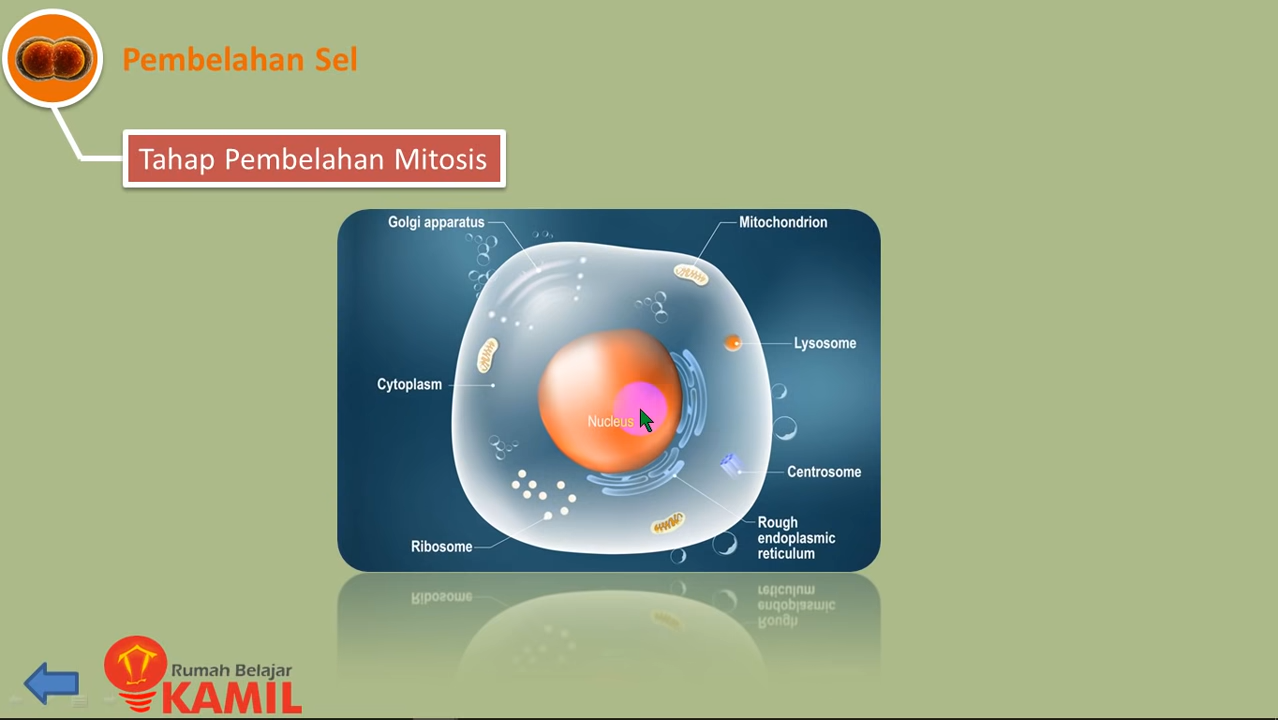 Pembelahan Sel
Tahap Pembelahan Mitosis
Golgi apparatus
Mitochondrion
Lysosome
Cytoplasm
Nucleus
Centrosome
Rough
endoplasmic
reticulum
Ribosome
Rumah Belajar
KAMIL